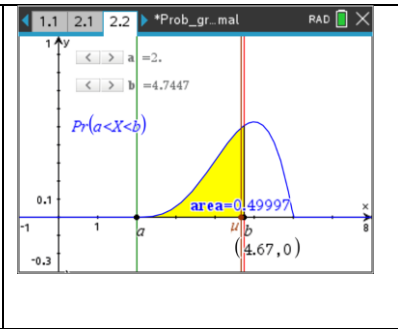 1.1 2.1 2.2 *Prob_gr...mal RAD
1 y
< > a =2.
< > b =4.7447
Pr(a<X<b)
0.1
area=0.49997
x
-1 1 a u b 8
(4.67,0)
-0.3